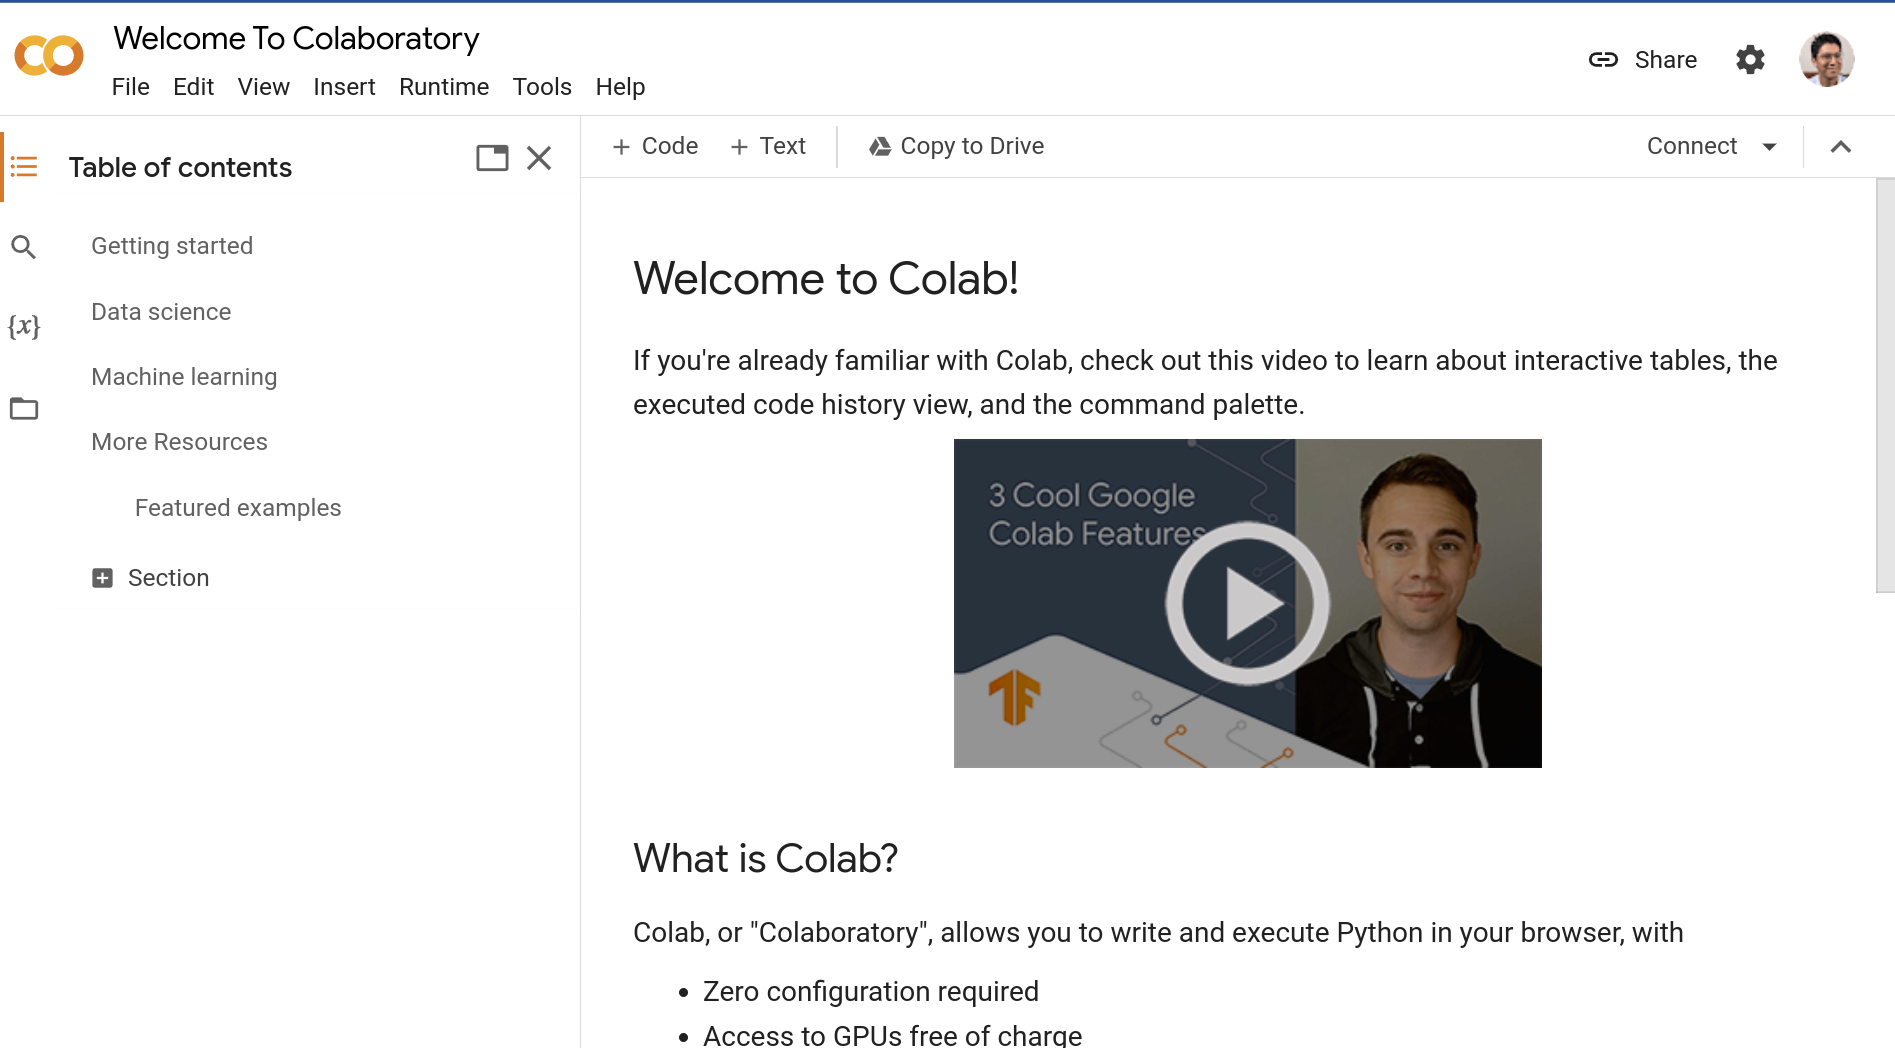 Welcome To Colaboratory
File Edit View Insert Runtime Tools Help
Share
Table of contents
Getting started
Data science
{x}
Machine learning
More Resources
Featured examples
Section
+ Code + Text Copy to Drive
Connect
Welcome to Colab!
If you're already familiar with Colab, check out this video to learn about interactive tables, the
executed code history view, and the command palette.
3 Cool Google
Colab Features
What is Colab?
Colab, or "Colaboratory", allows you to write and execute Python in your browser, with
• Zero configuration required
• Access to GPUs free of charge